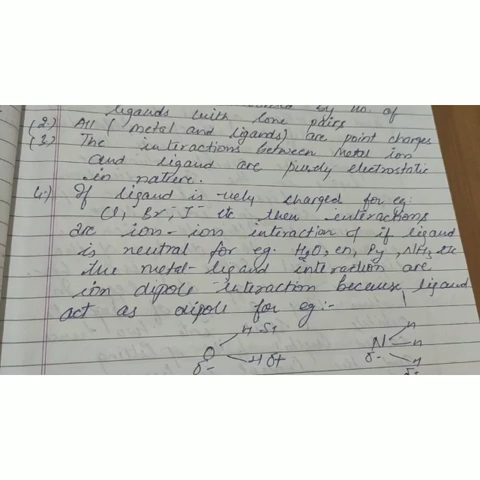 by no. of
ligands with lone pairs
(2.) All (metal and ligands) are point charges
(3.) The interactions between metal ion
and ligand are purely electrostatic
in nature.
4.) If ligand is -vely charged for eg:
Cl, Br⁻, I⁻ etc then interactions
are ion-ion interaction & if ligand
is neutral for eg. H2O, en, Py, NH3 etc
the metal-ligand interaction are
ion dipole interaction because ligand
act as dipole for eg:-
H δ+
O
δ-
H δ+
N
δ-
H
H
H